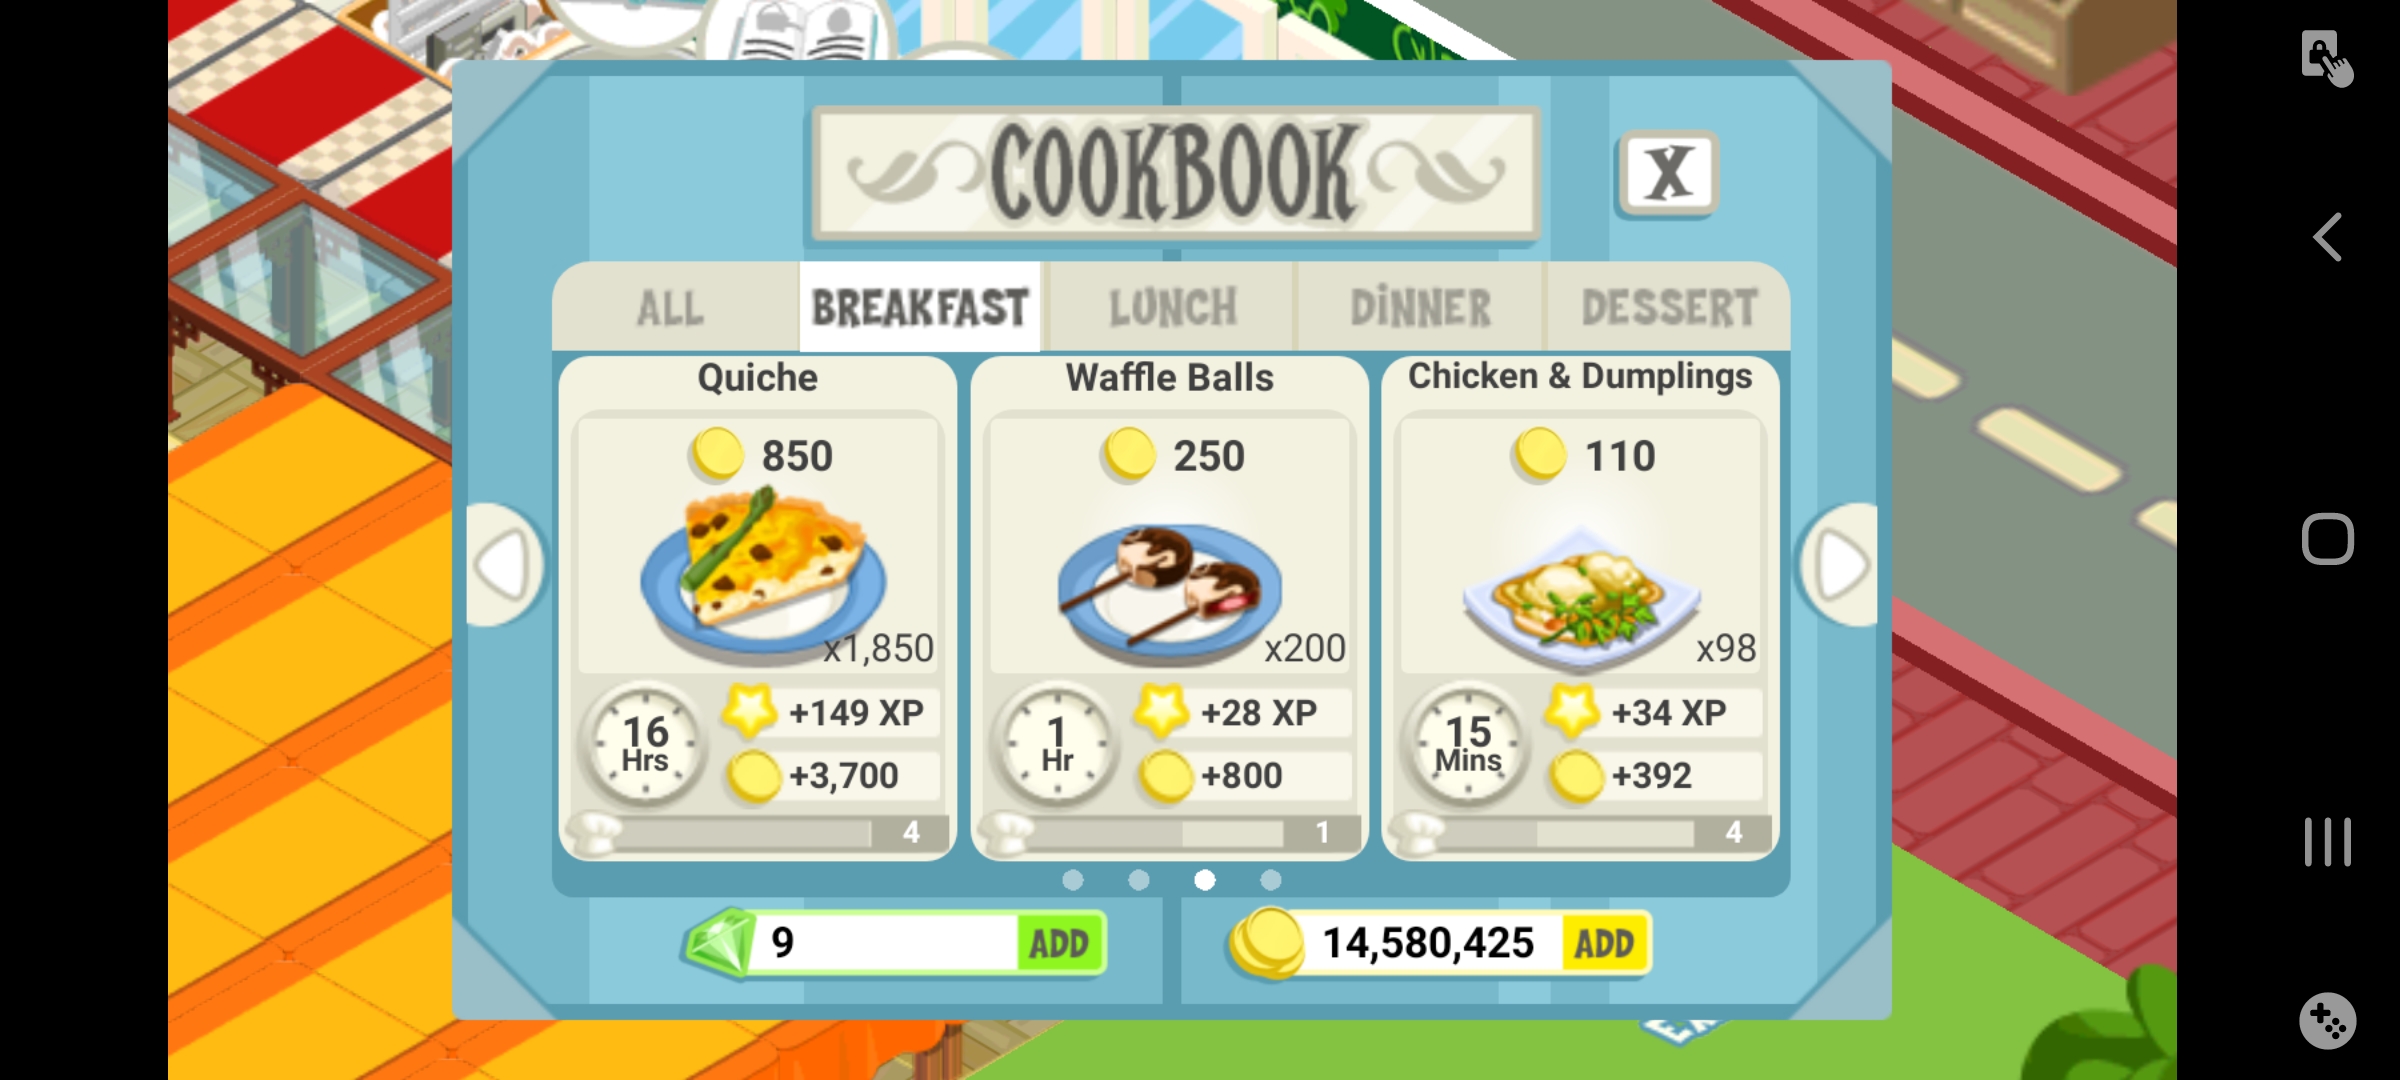 COOKBOOK
X
ALL
BREAKFAST
LUNCH
DINNER
DESSERT
Quiche
850
x1,850
16
Hrs
+149 XP
+3,700
4
Waffle Balls
250
x200
1
Hr
+28 XP
+800
1
Chicken & Dumplings
110
x98
15
Mins
+34 XP
+392
4
9
ADD
14,580,425
ADD